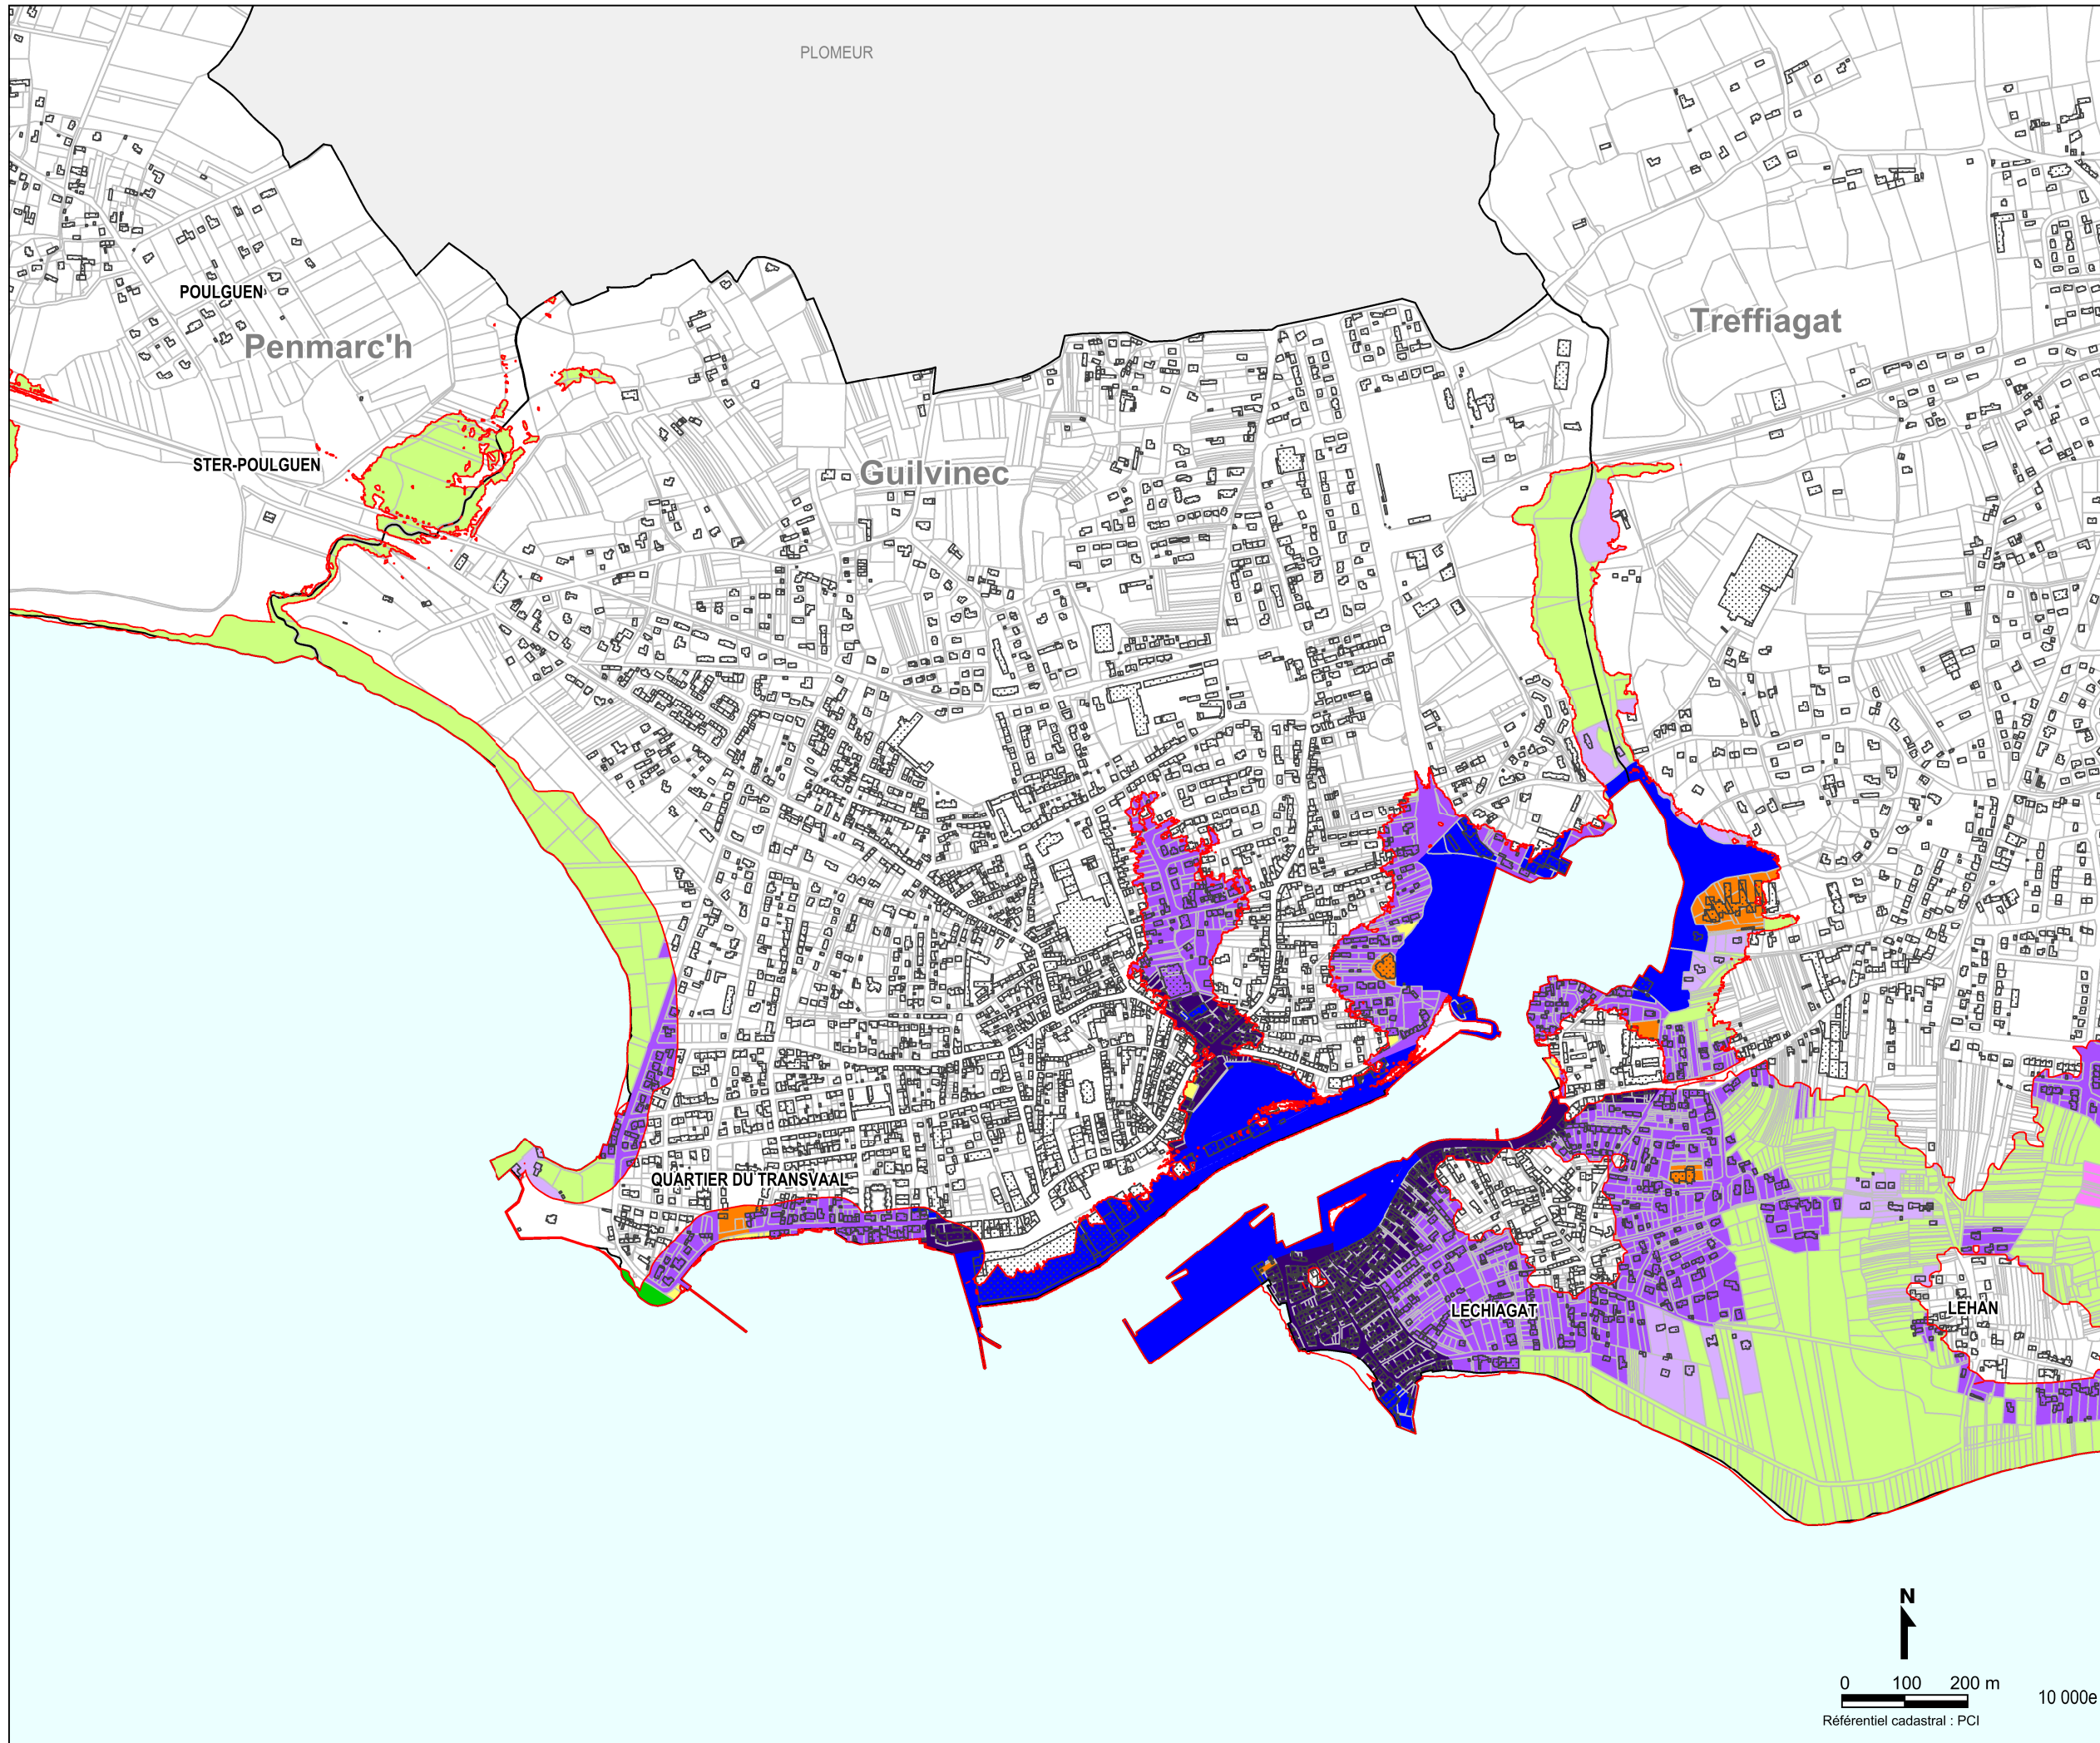 PLOMEUR
POULGUEN
Penmarc'h
Treffiagat
STER-POULGUEN
Guilvinec
QUARTIER DU TRANSVAAL
LECHIAGAT
LEHAN
N
0 100 200 m
10 000e
Référentiel cadastral : PCI